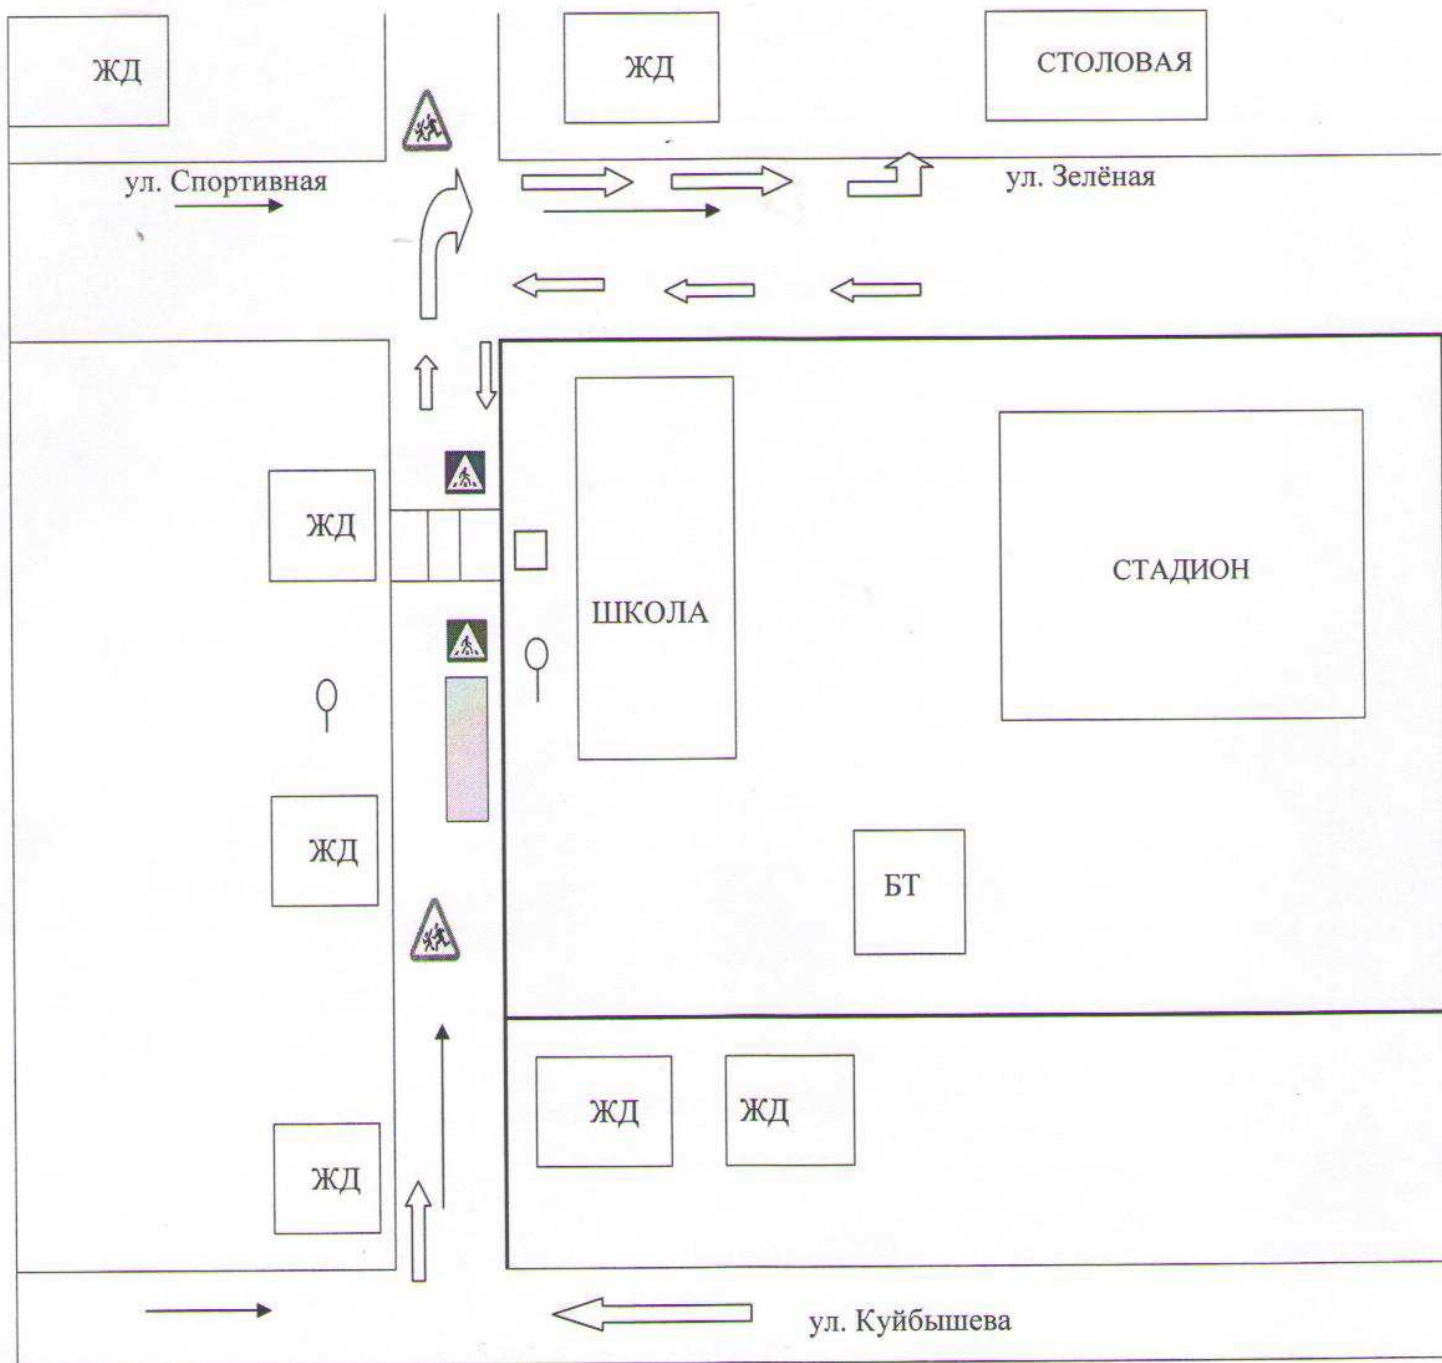 ЖД
ЖД
СТОЛОВАЯ
ул. Спортивная
ул. Зелёная
ЖД
ШКОЛА
СТАДИОН
ЖД
БТ
ЖД
ЖД
ЖД
ул. Куйбышева